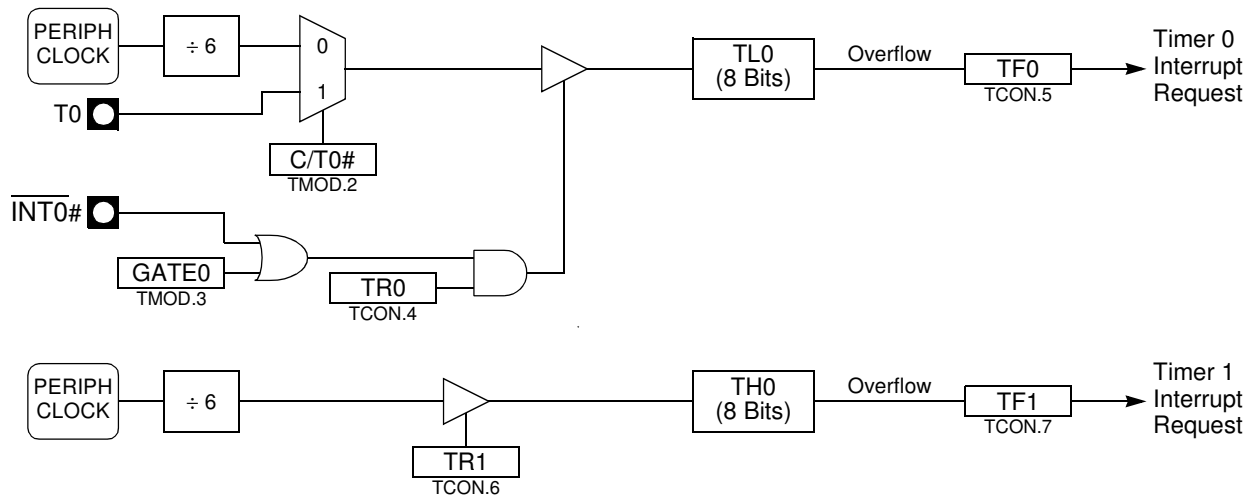 PERIPH
CLOCK
÷ 6
0
1
T0
C/T0#
TMOD.2
TL0
(8 Bits)
Overflow
TF0
TCON.5
Timer 0
Interrupt
Request
INT0#
GATE0
TMOD.3
TR0
TCON.4
PERIPH
CLOCK
÷ 6
TR1
TCON.6
TH0
(8 Bits)
Overflow
TF1
TCON.7
Timer 1
Interrupt
Request